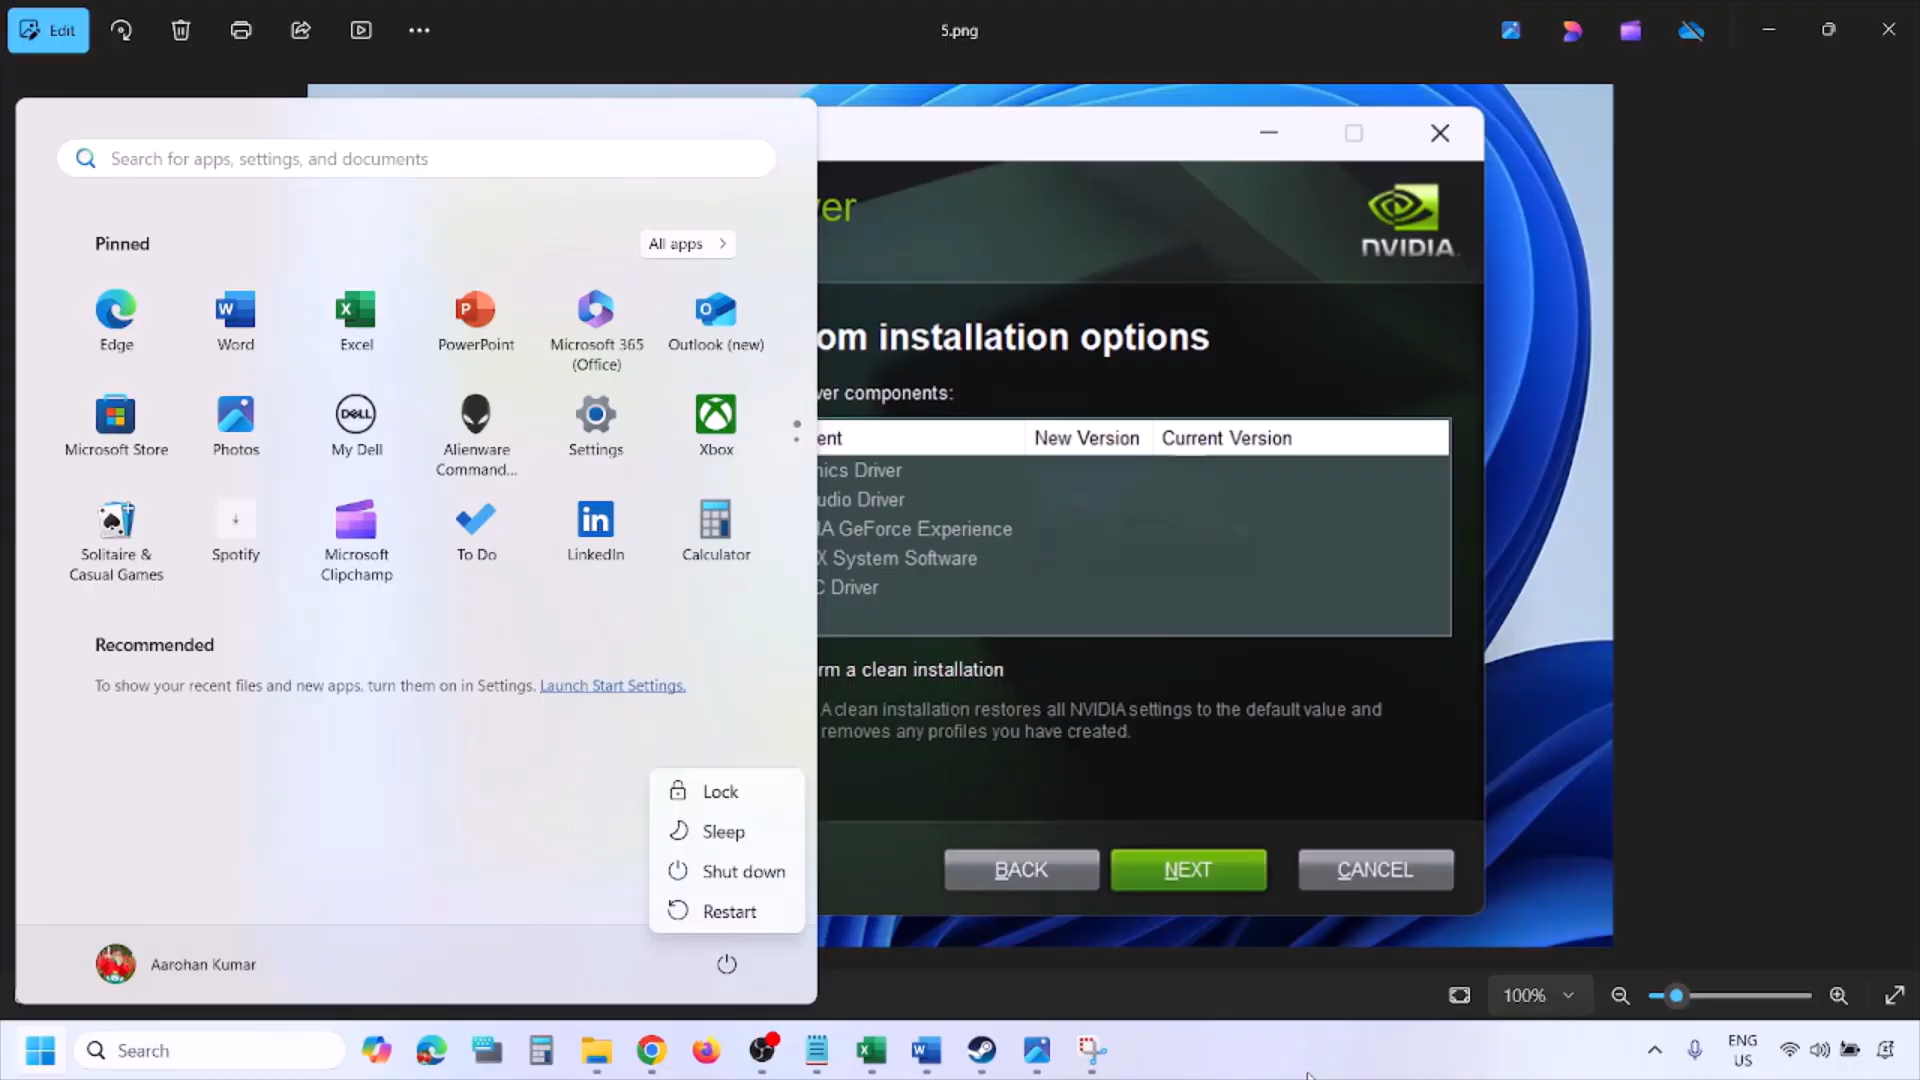 Edit
5.png
Search for apps, settings, and documents
Pinned
All apps
Edge
Word
Excel
PowerPoint
Microsoft 365
(Office)
Outlook (new)
Microsoft Store
Photos
DELL
My Dell
Alienware
Command...
Settings
Xbox
Solitaire &
Casual Games
Spotify
Microsoft
Clipchamp
To Do
LinkedIn
Calculator
Recommended
To show your recent files and new apps, turn them on in Settings. Launch Start Settings.
Lock
Sleep
Shut down
Restart
Aarohan Kumar
ver
NVIDIA
om installation options
ver components:
ent New Version Current Version
hics Driver
udio Driver
IA GeForce Experience
X System Software
C Driver
rm a clean installation
A clean installation restores all NVIDIA settings to the default value and
removes any profiles you have created.
BACK NEXT CANCEL
100%
Search
ENG
US